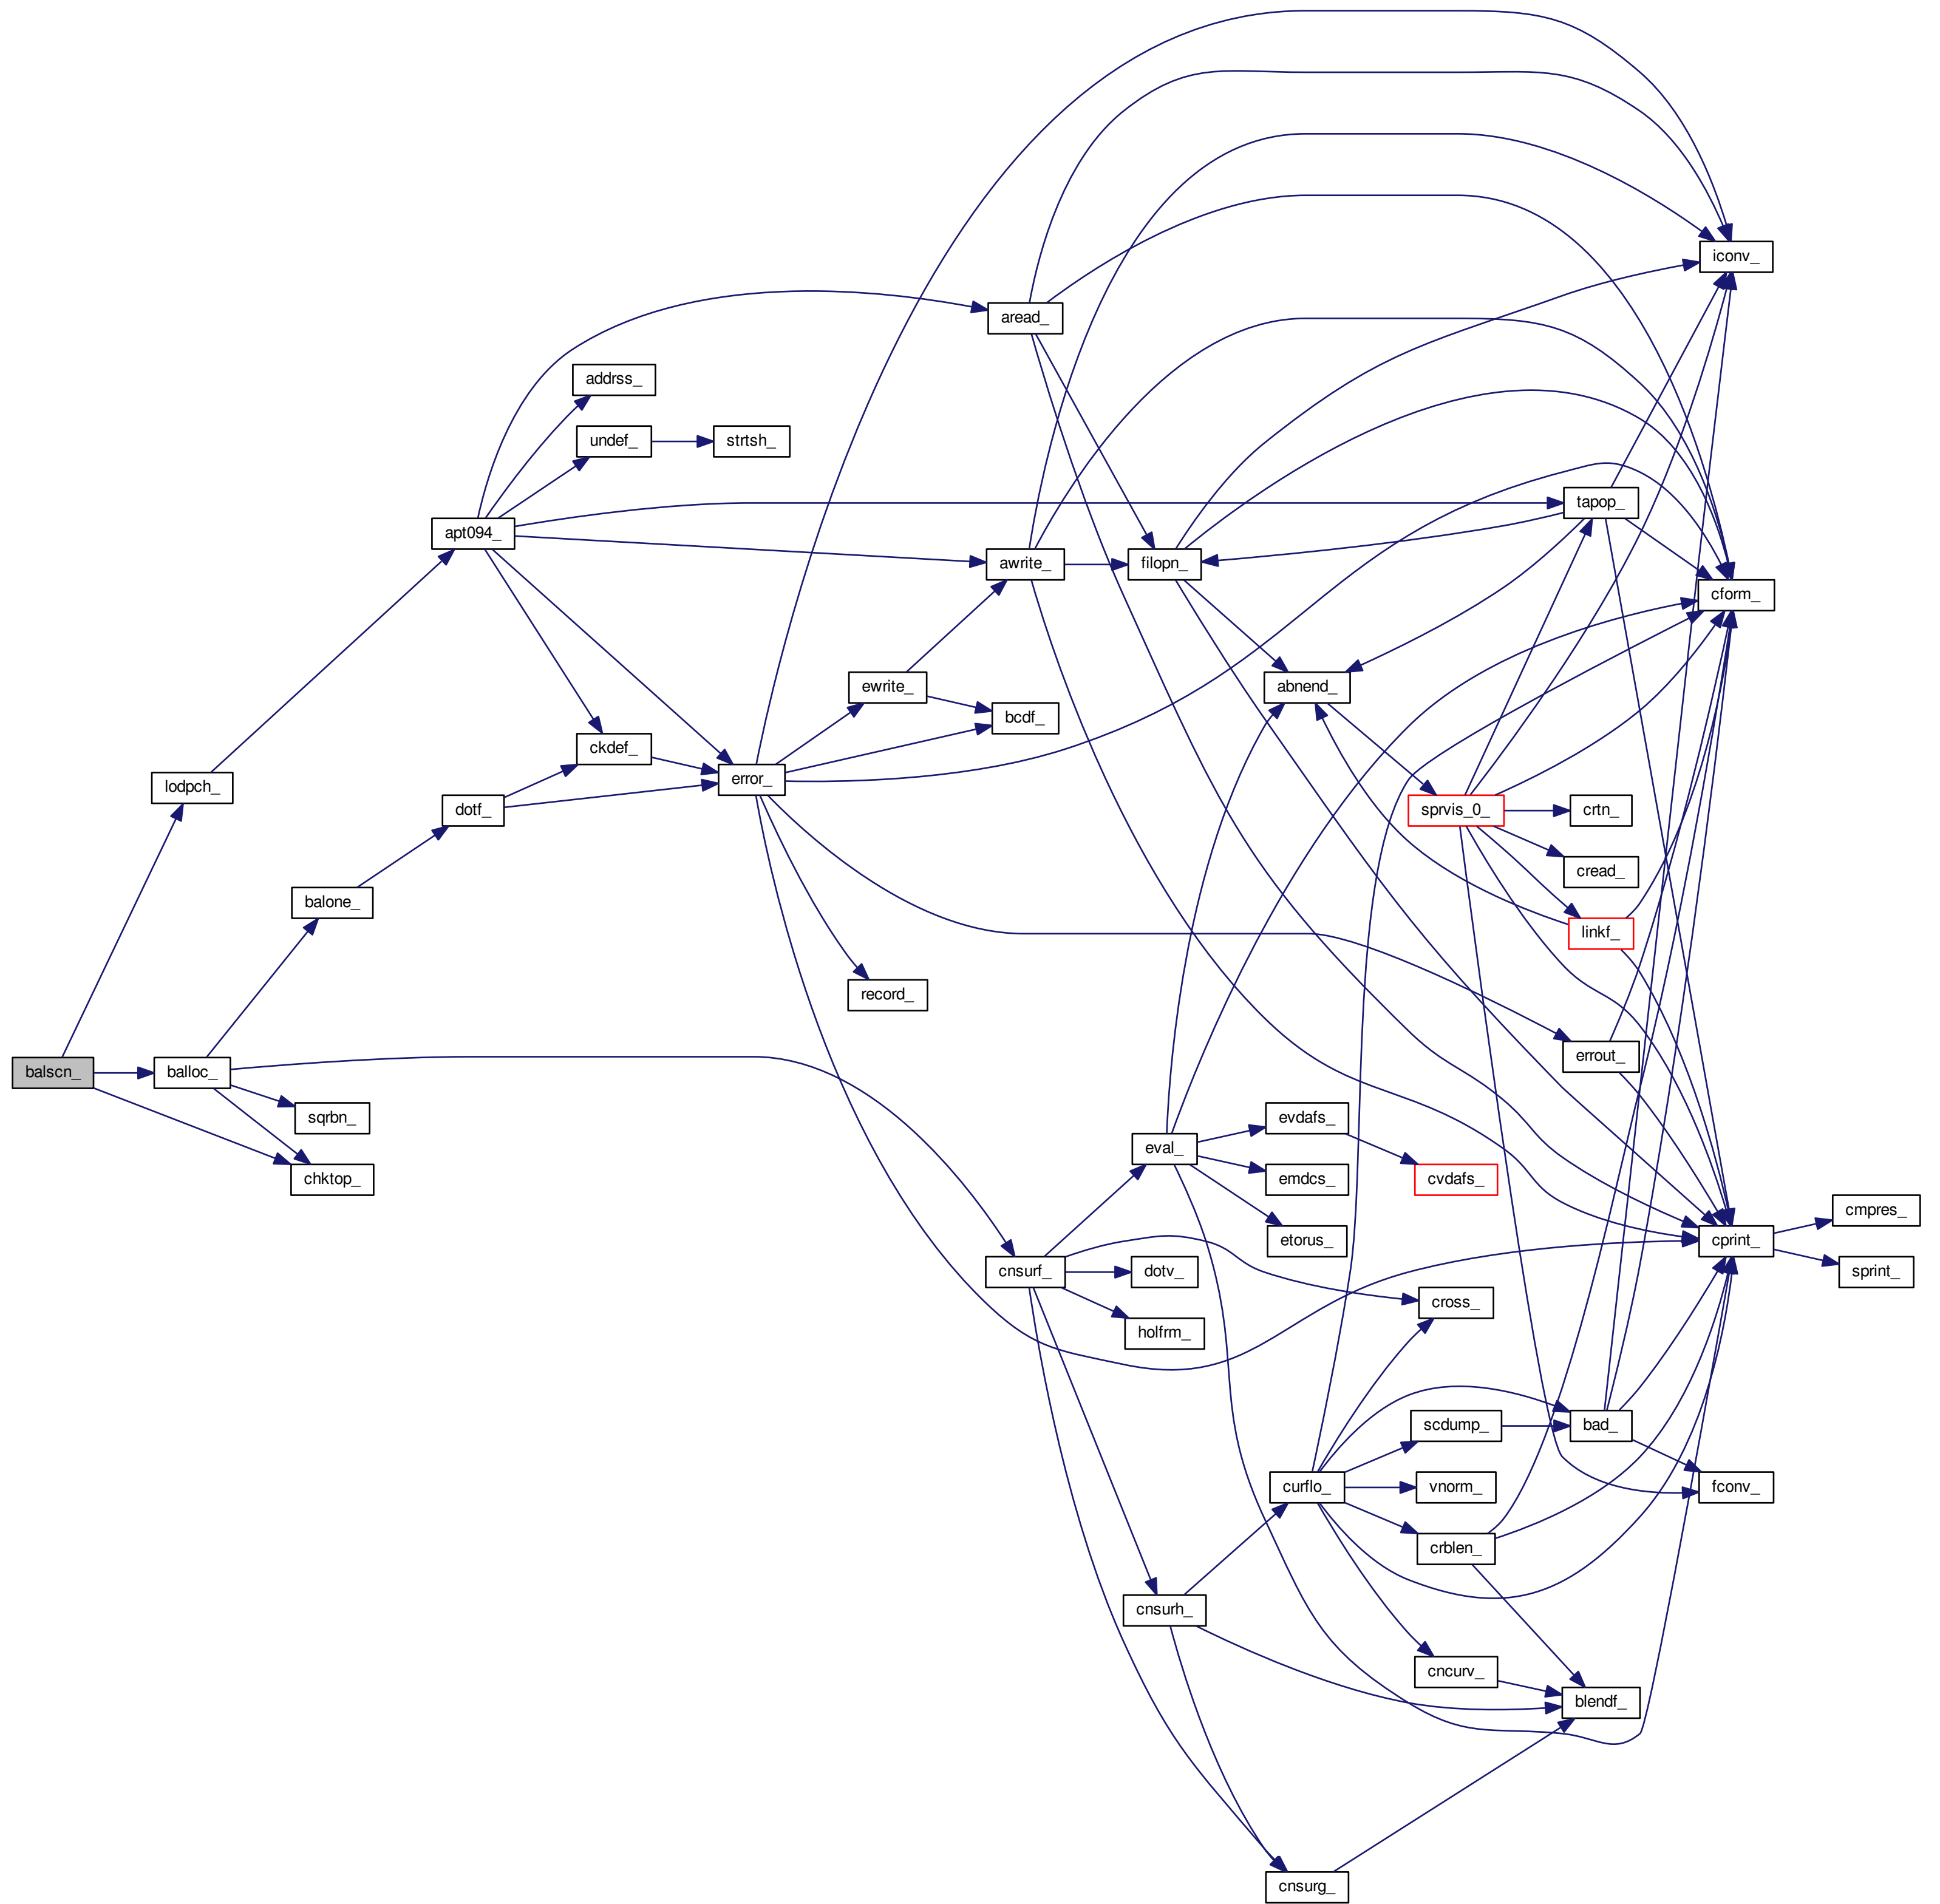 iconv_
aread_
addrss_
undef_
strtsh_
tapop_
apt094_
awrite_
filopn_
cform_
ewrite_
abnend_
bcdf_
ckdef_
error_
lodpch_
dotf_
sprvis_0_
crtn_
cread_
balone_
linkf_
record_
errout_
balscn_
balloc_
sqrbn_
evdafs_
eval_
chktop_
emdcs_
cvdafs_
cmpres_
etorus_
cprint_
cnsurf_
dotv_
sprint_
cross_
holfrm_
scdump_
bad_
curflo_
vnorm_
fconv_
crblen_
cnsurh_
cncurv_
blendf_
cnsurg_